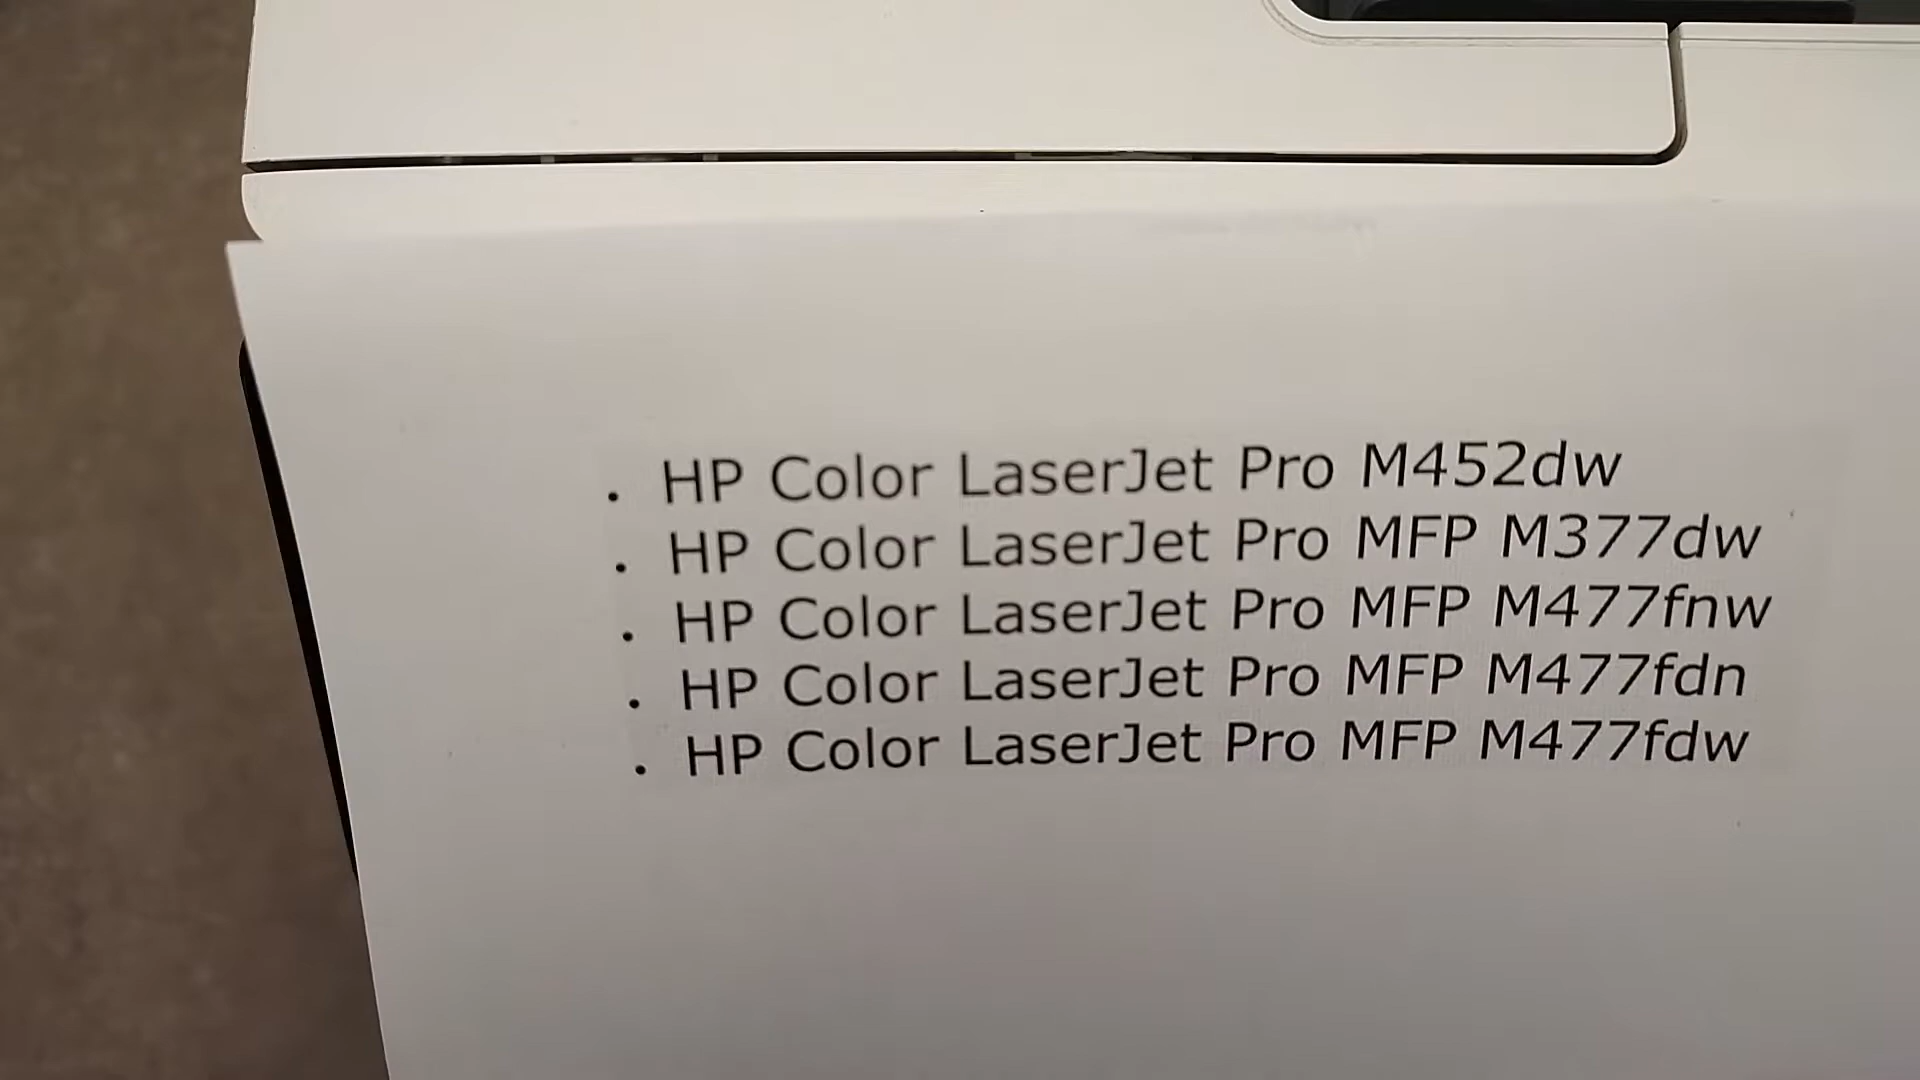 . HP Color LaserJet Pro M452dw
. HP Color LaserJet Pro MFP M377dw
. HP Color LaserJet Pro MFP M477fnw
. HP Color LaserJet Pro MFP M477fdn
. HP Color LaserJet Pro MFP M477fdw